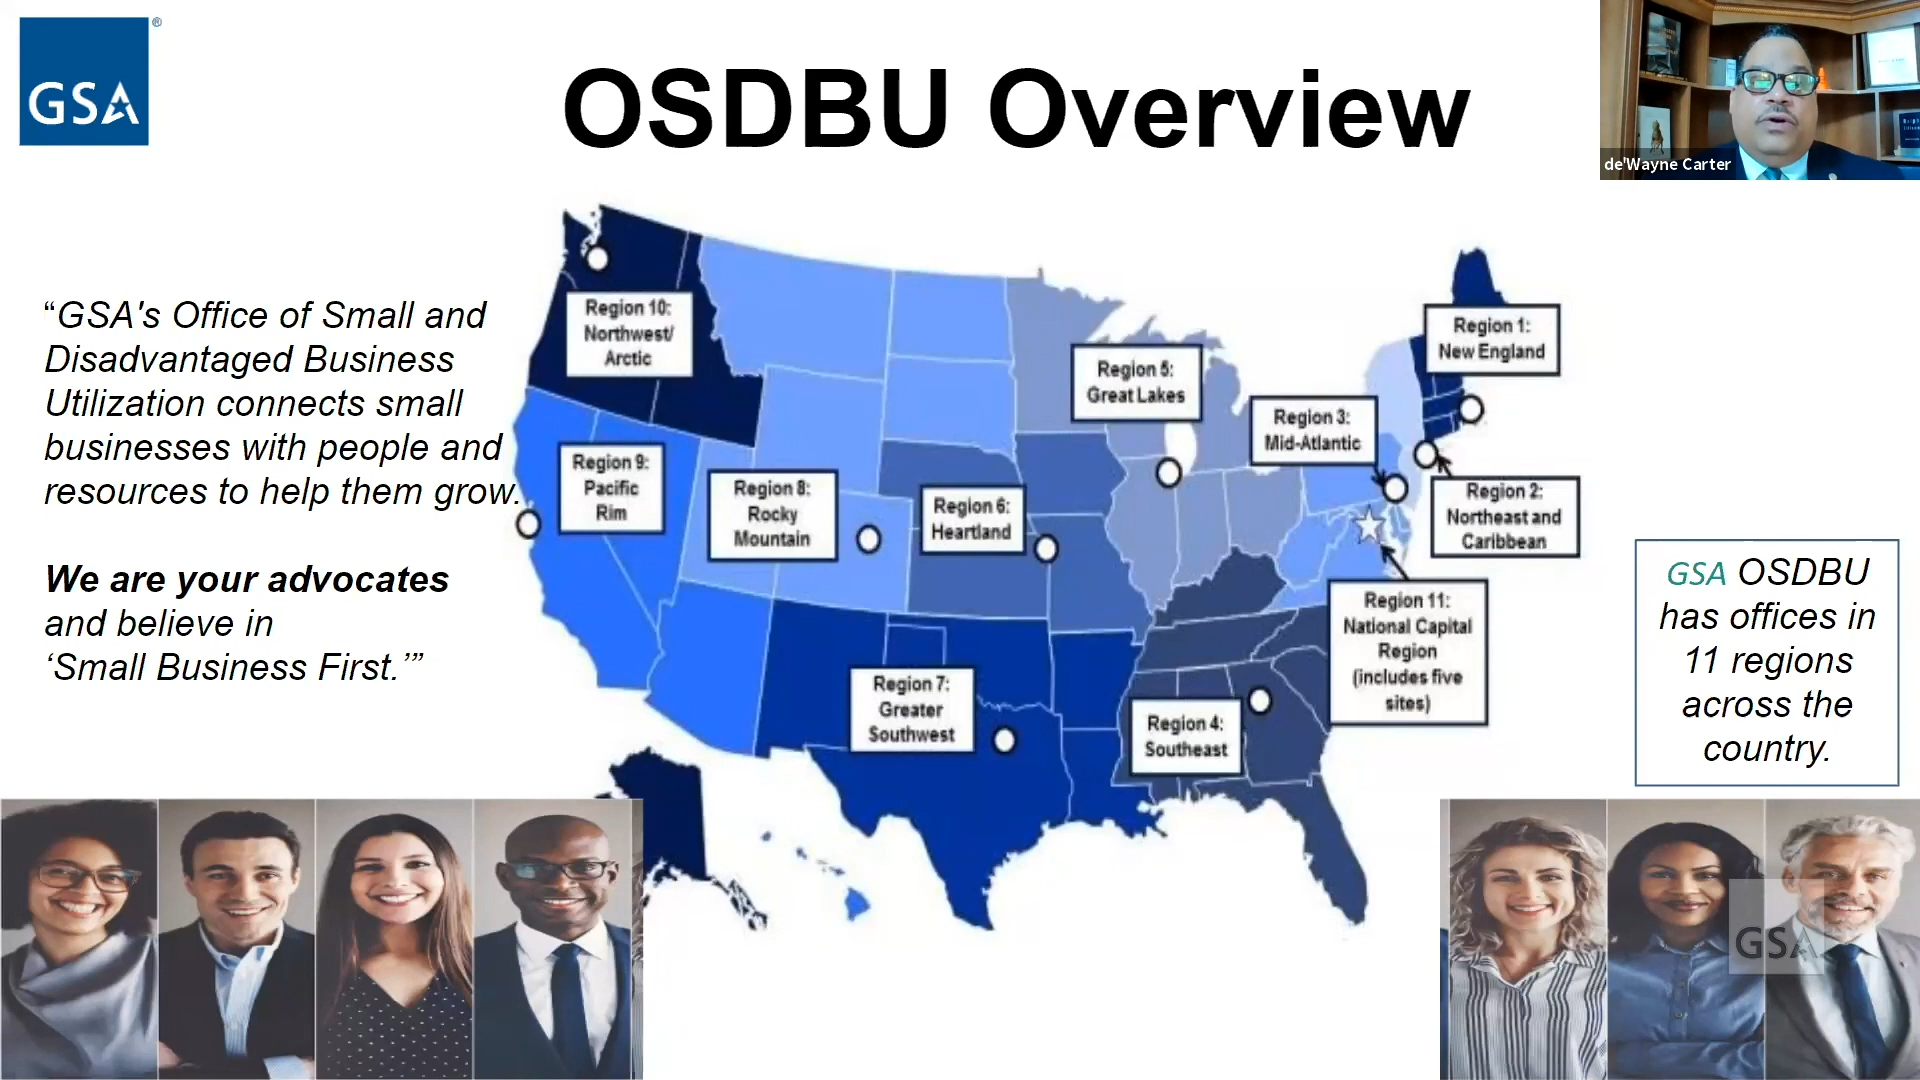 GSA
®
OSDBU Overview
de'Wayne Carter
“GSA's Office of Small and
Disadvantaged Business
Utilization connects small
businesses with people and
resources to help them grow.
We are your advocates
and believe in
‘Small Business First.’”
Region 10:
Northwest/
Arctic
Region 9:
Pacific
Rim
Region 8:
Rocky
Mountain
Region 6:
Heartland
Region 7:
Greater
Southwest
Region 5:
Great Lakes
Region 4:
Southeast
Region 3:
Mid-Atlantic
Region 1:
New England
Region 2:
Northeast and
Caribbean
Region 11:
National Capital
Region
(includes five
sites)
GSA OSDBU
has offices in
11 regions
across the
country.
GSA